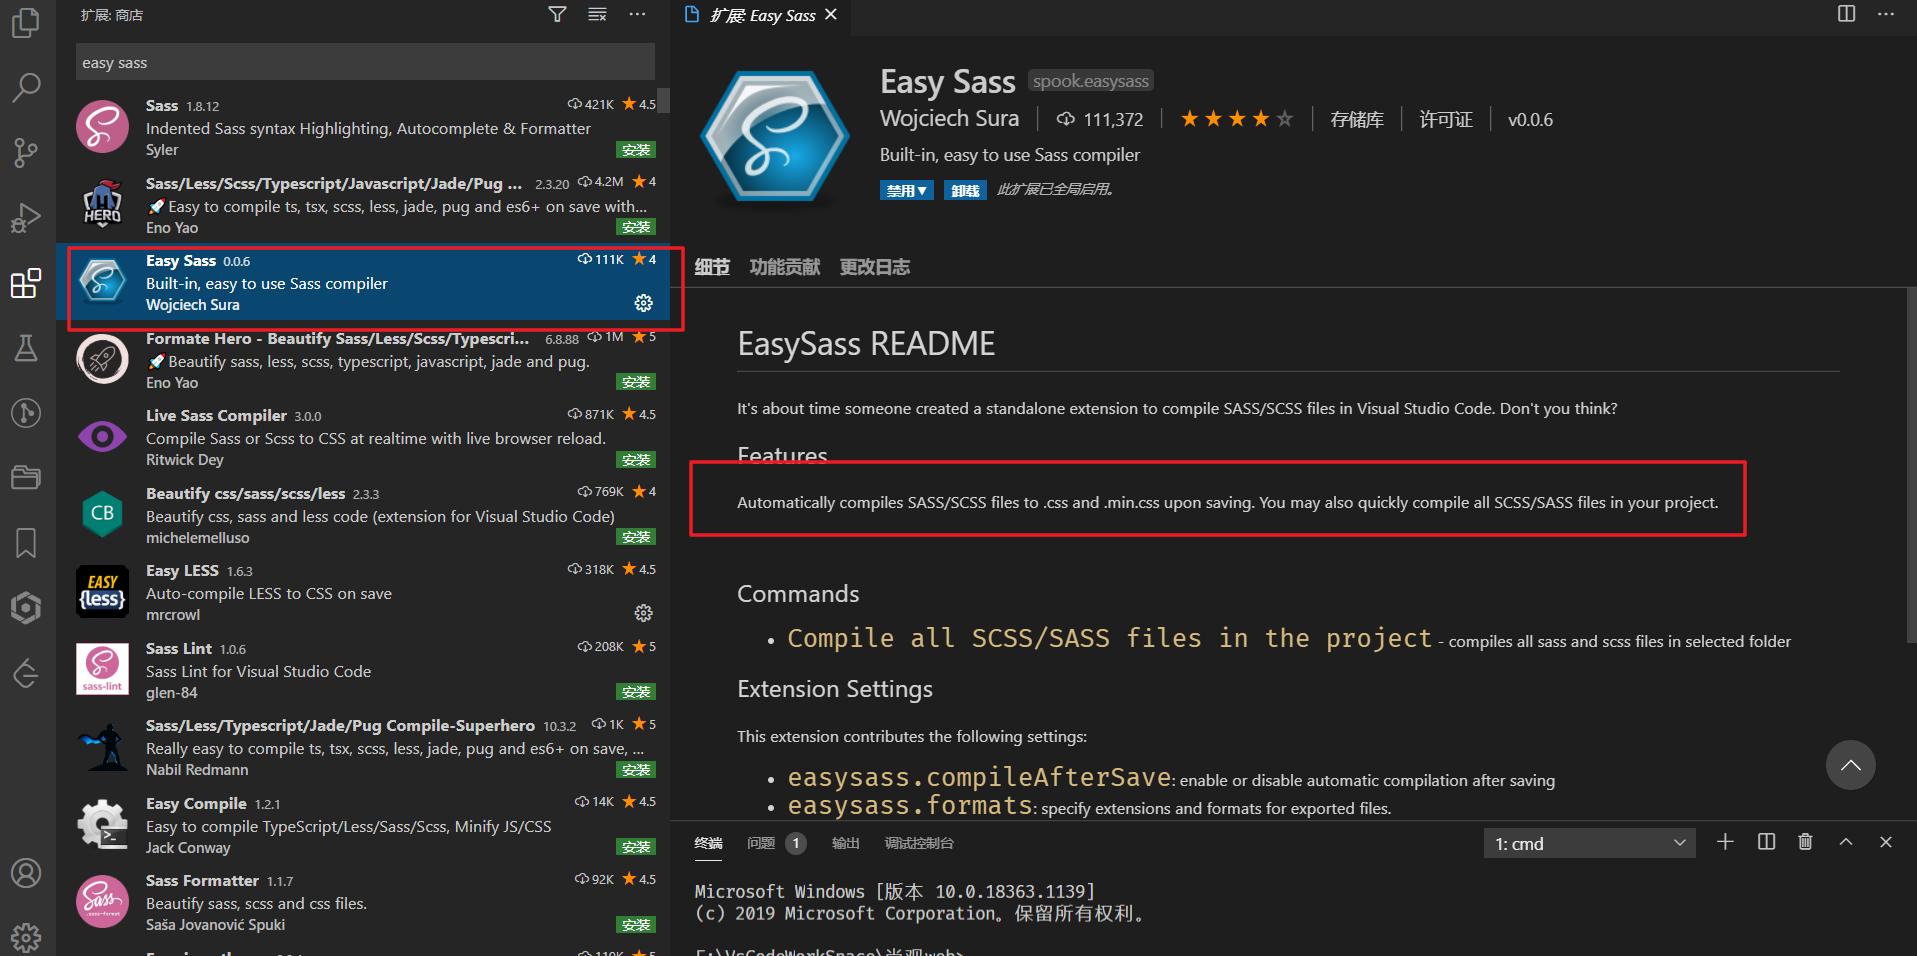 扩展: 商店
easy sass
Sass 1.8.12 421K 4.5
Indented Sass syntax Highlighting, Autocomplete & Formatter
Syler 安装
Sass/Less/Scss/Typescript/Javascript/Jade/Pug ... 2.3.20 4.2M 4
Easy to compile ts, tsx, scss, less, jade, pug and es6+ on save with...
Eno Yao 安装
HERO
Easy Sass 0.0.6 111K 4
Built-in, easy to use Sass compiler
Wojciech Sura
Formate Hero - Beautify Sass/Less/Scss/Typescri... 6.8.88 1M 5
Beautify sass, less, scss, typescript, javascript, jade and pug.
Eno Yao 安装
Live Sass Compiler 3.0.0 871K 4.5
Compile Sass or Scss to CSS at realtime with live browser reload.
Ritwick Dey 安装
Beautify css/sass/scss/less 2.3.3 769K 4
CB
Beautify css, sass and less code (extension for Visual Studio Code)
michelemelluso 安装
Easy LESS 1.6.3 318K 4.5
EASY
{less}
Auto-compile LESS to CSS on save
mrcrowl
Sass Lint 1.0.6 208K 5
Sass Lint for Visual Studio Code
sass-lint
glen-84 安装
Sass/Less/Typescript/Jade/Pug Compile-Superhero 10.3.2 1K 5
Really easy to compile ts, tsx, scss, less, jade, pug and es6+ on save, ...
Nabil Redmann 安装
Easy Compile 1.2.1 14K 4.5
Easy to compile TypeScript/Less/Sass/Scss, Minify JS/CSS
Jack Conway 安装
Sass Formatter 1.1.7 92K 4.5
Sass
Beautify sass, scss and css files.
Saša Jovanović Spuki 安装
扩展: Easy Sass
Easy Sass spook.easysass
Wojciech Sura 111,372 存储库 许可证 v0.0.6
Built-in, easy to use Sass compiler
禁用 卸载 此扩展已全局启用。
细节 功能贡献 更改日志
EasySass README
It's about time someone created a standalone extension to compile SASS/SCSS files in Visual Studio Code. Don't you think?
Features
Automatically compiles SASS/SCSS files to .css and .min.css upon saving. You may also quickly compile all SCSS/SASS files in your project.
Commands
• Compile all SCSS/SASS files in the project - compiles all sass and scss files in selected folder
Extension Settings
This extension contributes the following settings:
• easysass.compileAfterSave: enable or disable automatic compilation after saving
• easysass.formats: specify extensions and formats for exported files.
终端 问题 1 输出 调试控制台 1: cmd
Microsoft Windows [版本 10.0.18363.1139]
(c) 2019 Microsoft Corporation。保留所有权利。